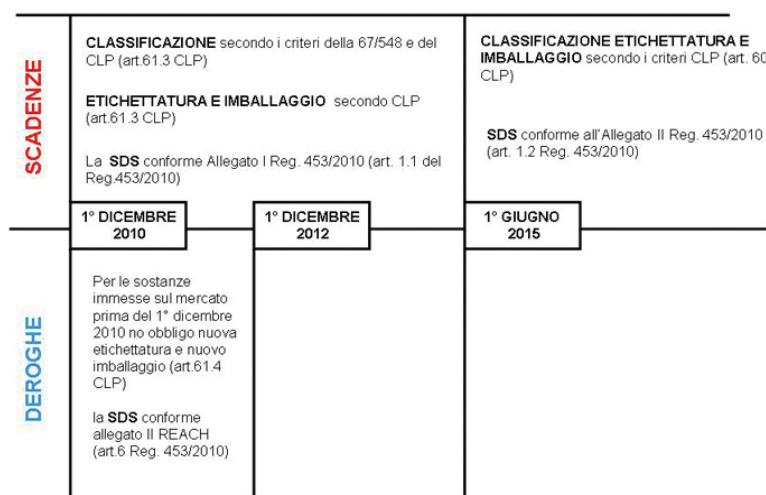 SCADENZE
CLASSIFICAZIONE secondo i criteri della 67/548 e del
CLP (art.61.3 CLP)
ETICHETTATURA E IMBALLAGGIO secondo CLP
(art.61.3 CLP)
La SDS conforme Allegato I Reg. 453/2010 (art. 1.1 del
Reg.453/2010)
CLASSIFICAZIONE ETICHETTATURA E
IMBALLAGGIO secondo i criteri CLP (art. 60
CLP)
SDS conforme all'Allegato II Reg. 453/2010
(art. 1.2 Reg. 453/2010)
1° DICEMBRE
2010
1° DICEMBRE
2012
1° GIUGNO
2015
DEROGHE
Per le sostanze
immesse sul mercato
prima del 1° dicembre
2010 no obbligo nuova
etichettatura e nuovo
imballaggio (art.61.4
CLP)
la SDS conforme
allegato II REACH
(art.6 Reg. 453/2010)